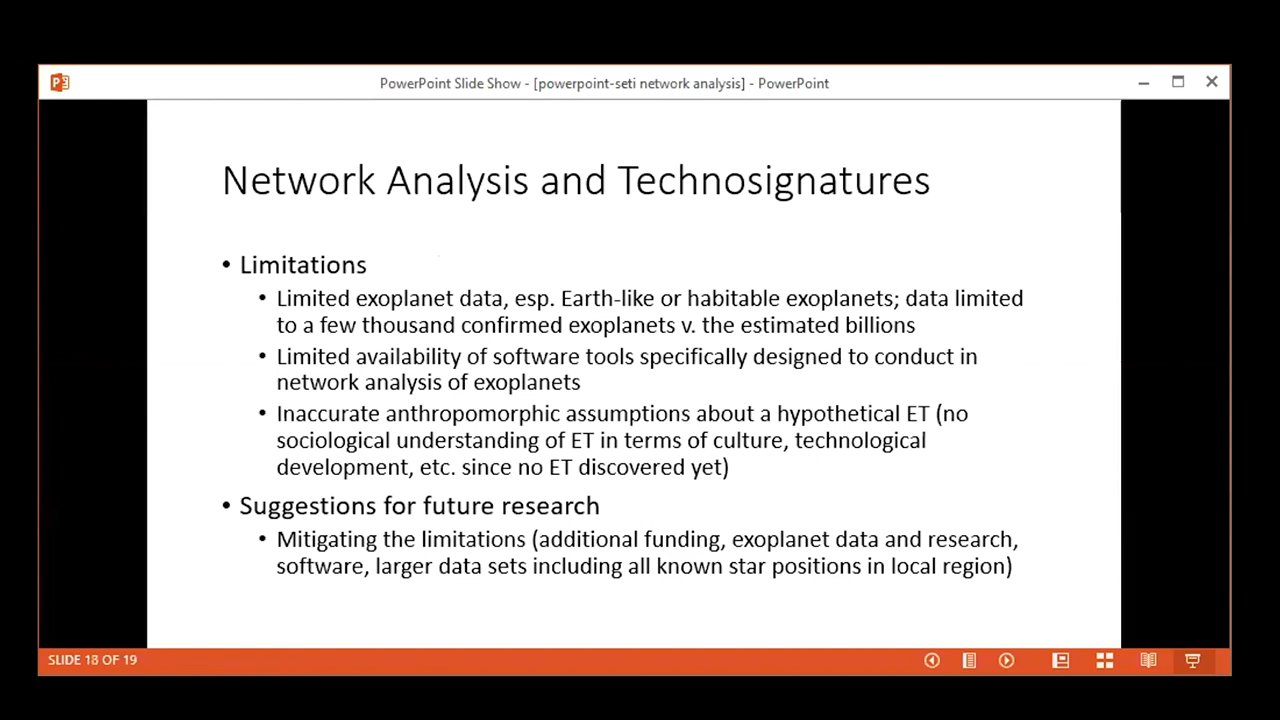 PowerPoint Slide Show - [powerpoint-seti network analysis] - PowerPoint
Network Analysis and Technosignatures
• Limitations
• Limited exoplanet data, esp. Earth-like or habitable exoplanets; data limited
to a few thousand confirmed exoplanets v. the estimated billions
• Limited availability of software tools specifically designed to conduct in
network analysis of exoplanets
• Inaccurate anthropomorphic assumptions about a hypothetical ET (no
sociological understanding of ET in terms of culture, technological
development, etc. since no ET discovered yet)
• Suggestions for future research
• Mitigating the limitations (additional funding, exoplanet data and research,
software, larger data sets including all known star positions in local region)
SLIDE 18 OF 19